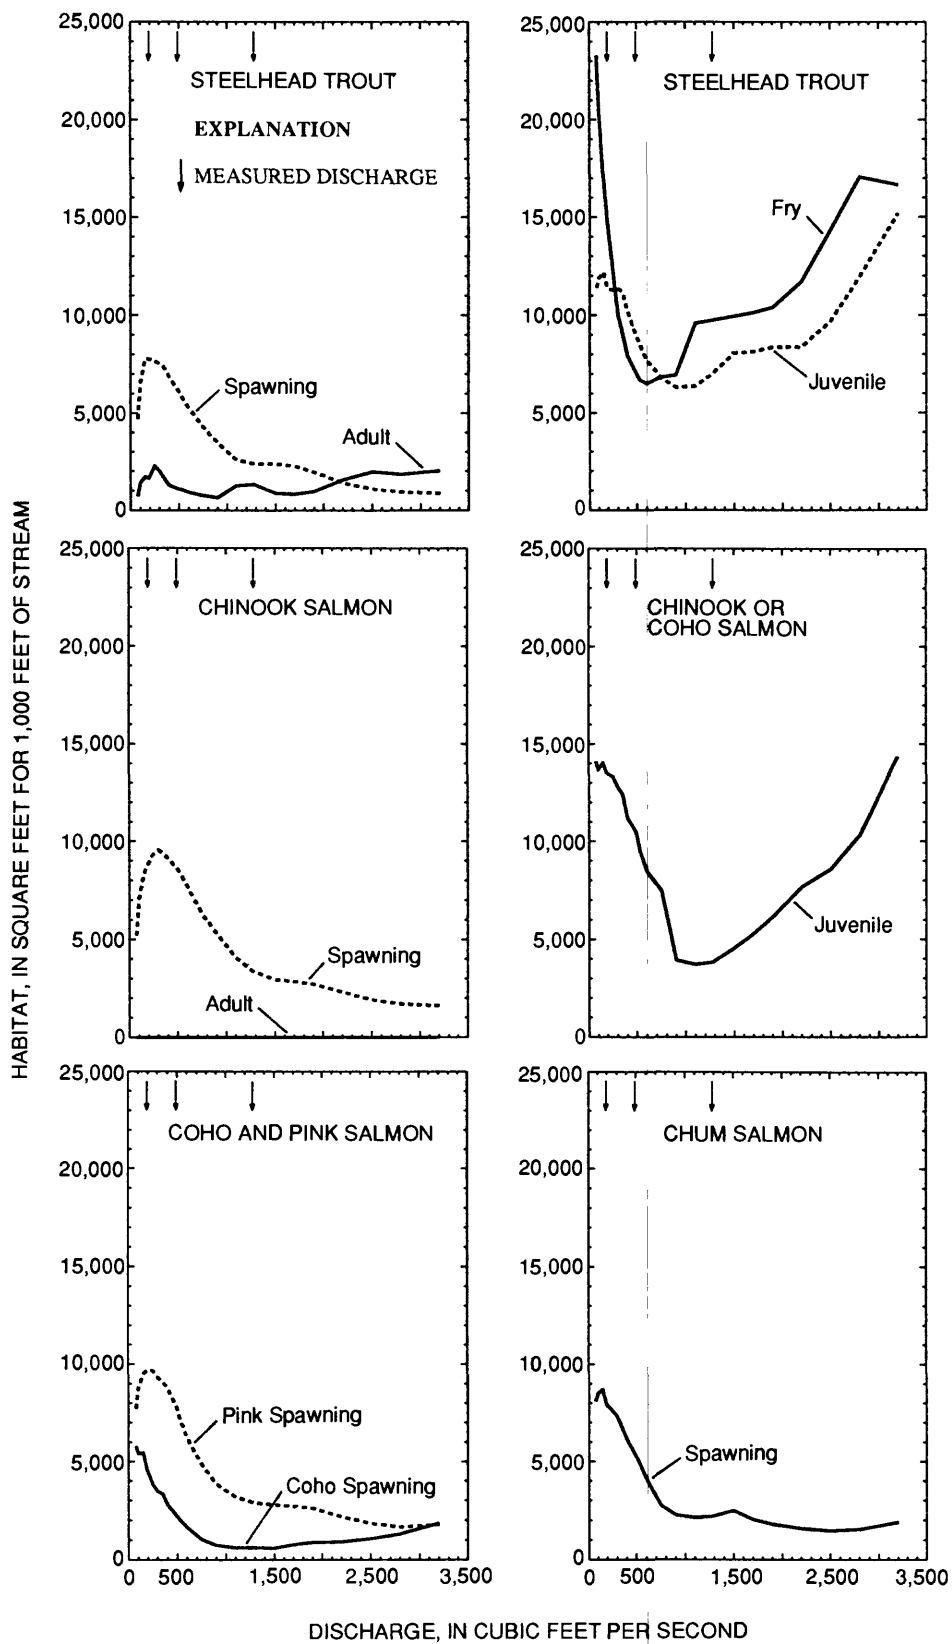 HABITAT, IN SQUARE FEET FOR 1,000 FEET OF STREAM
25,000
20,000
15,000
10,000
5,000
0
STEELHEAD TROUT
EXPLANATION
MEASURED DISCHARGE
Spawning
Adult
25,000
20,000
15,000
10,000
5,000
0
STEELHEAD TROUT
Fry
Juvenile
25,000
20,000
15,000
10,000
5,000
0
CHINOOK SALMON
Spawning
Adult
25,000
20,000
15,000
10,000
5,000
0
CHINOOK OR
COHO SALMON
Juvenile
25,000
20,000
15,000
10,000
5,000
0
COHO AND PINK SALMON
Pink Spawning
Coho Spawning
0 500 1,500 2,500 3,500
25,000
20,000
15,000
10,000
5,000
0
CHUM SALMON
Spawning
0 500 1,500 2,500 3,500
DISCHARGE, IN CUBIC FEET PER SECOND